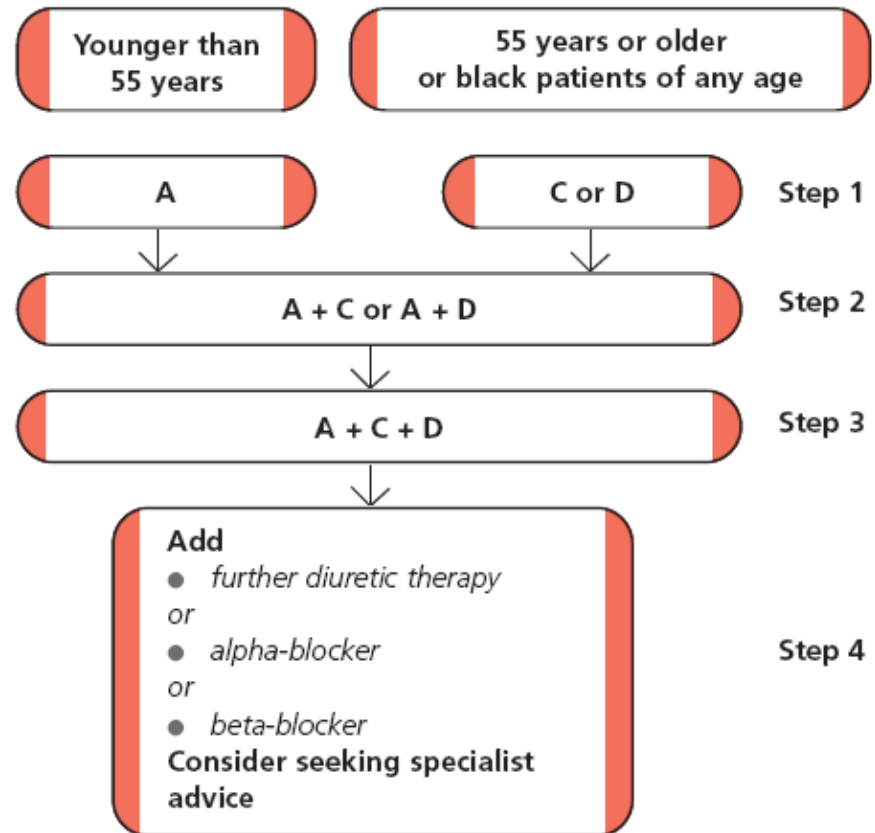 Younger than
55 years
55 years or older
or black patients of any age
A
C or D
Step 1
A + C or A + D
Step 2
A + C + D
Step 3
Add
● further diuretic therapy
or
● alpha-blocker
or
● beta-blocker
Consider seeking specialist
advice
Step 4